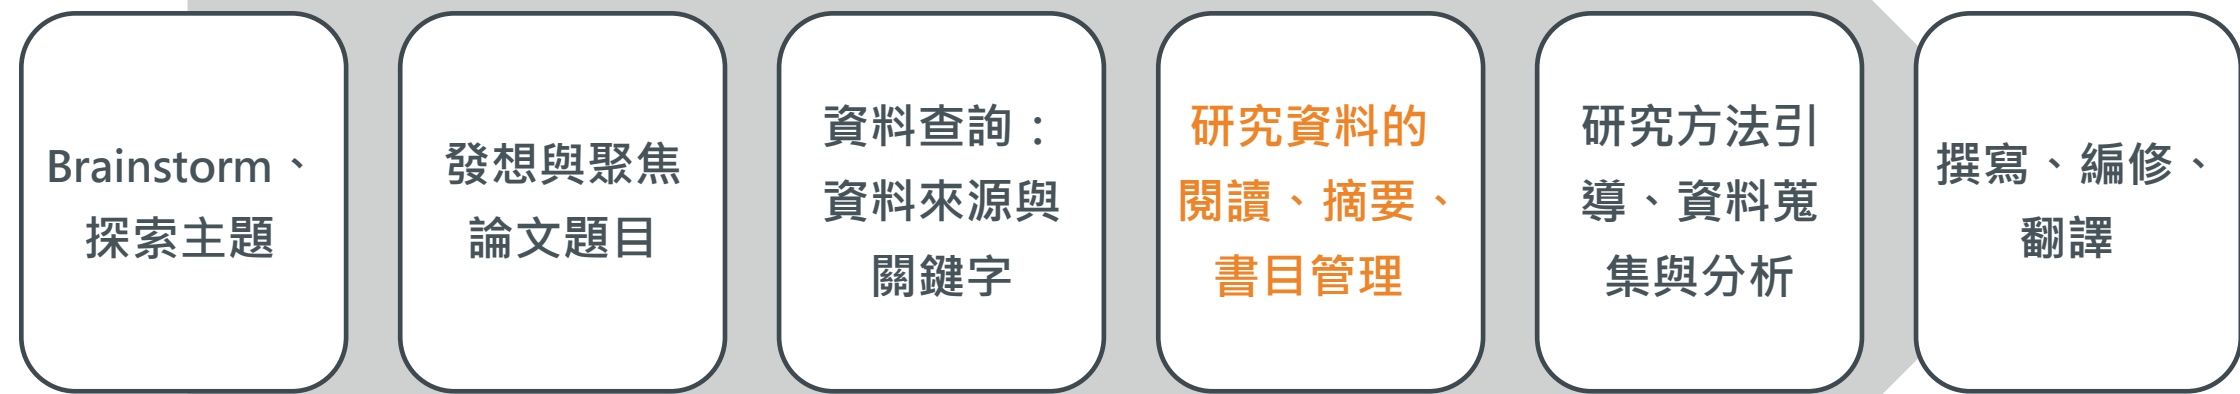 Brainstorm、
探索主題
發想與聚焦
論文題目
資料查詢：
資料來源與
關鍵字
研究資料的
閱讀、摘要、
書目管理
研究方法引
導、資料蒐
集與分析
撰寫、編修、
翻譯